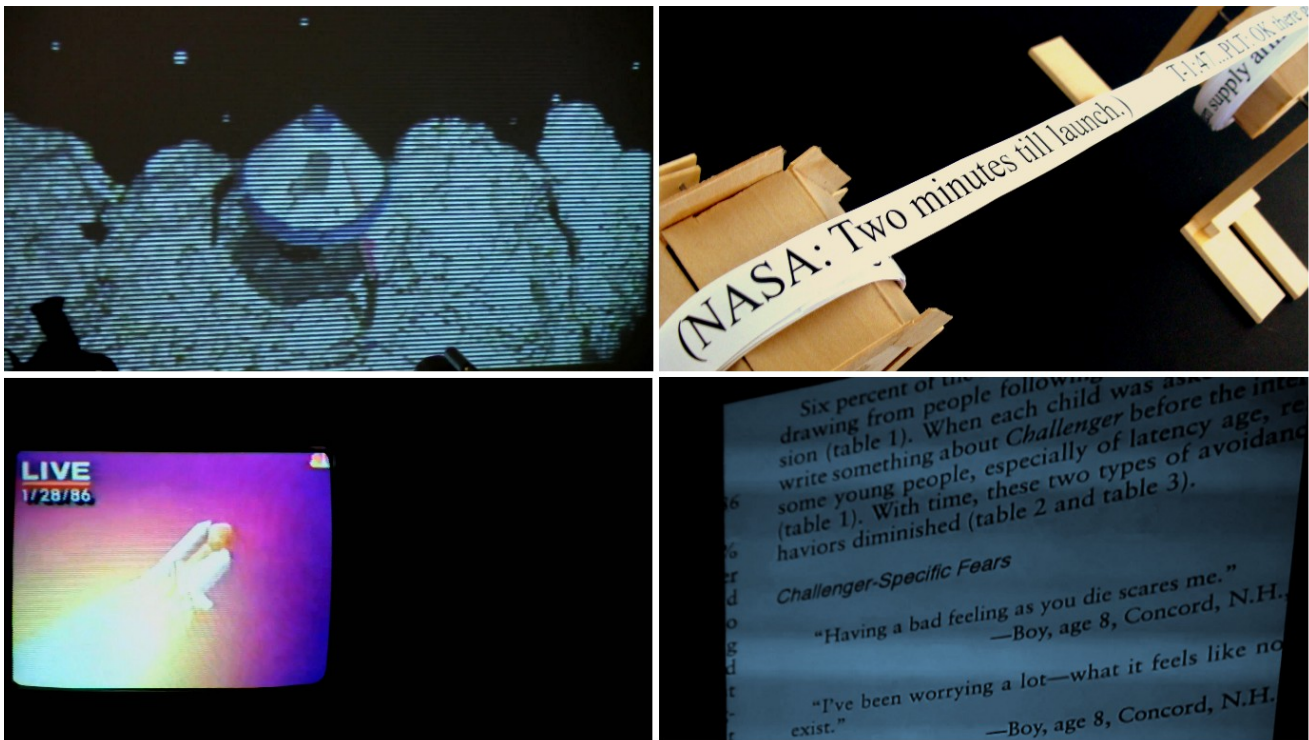 (NASA: Two minutes till launch.)
T-1:47...PLT: OK there
supply
LIVE
1/28/86
Six percent of the
drawing from people following
sion (table 1). When each child was
write something about Challenger before the
some young people, especially of latency age,
(table 1). With time, these two types of
haviors diminished (table 2 and table 3).
Challenger-Specific Fears
“Having a bad feeling as you die scares me.”
—Boy, age 8, Concord, N.H.,
“I’ve been worrying a lot—what it feels like
exist.”
—Boy, age 8, Concord, N.H.